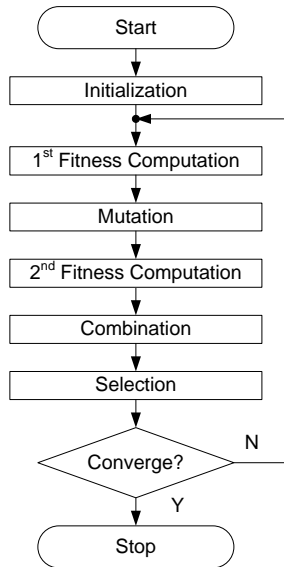 Start
Initialization
1st Fitness Computation
Mutation
2nd Fitness Computation
Combination
Selection
Converge?
N
Y
Stop